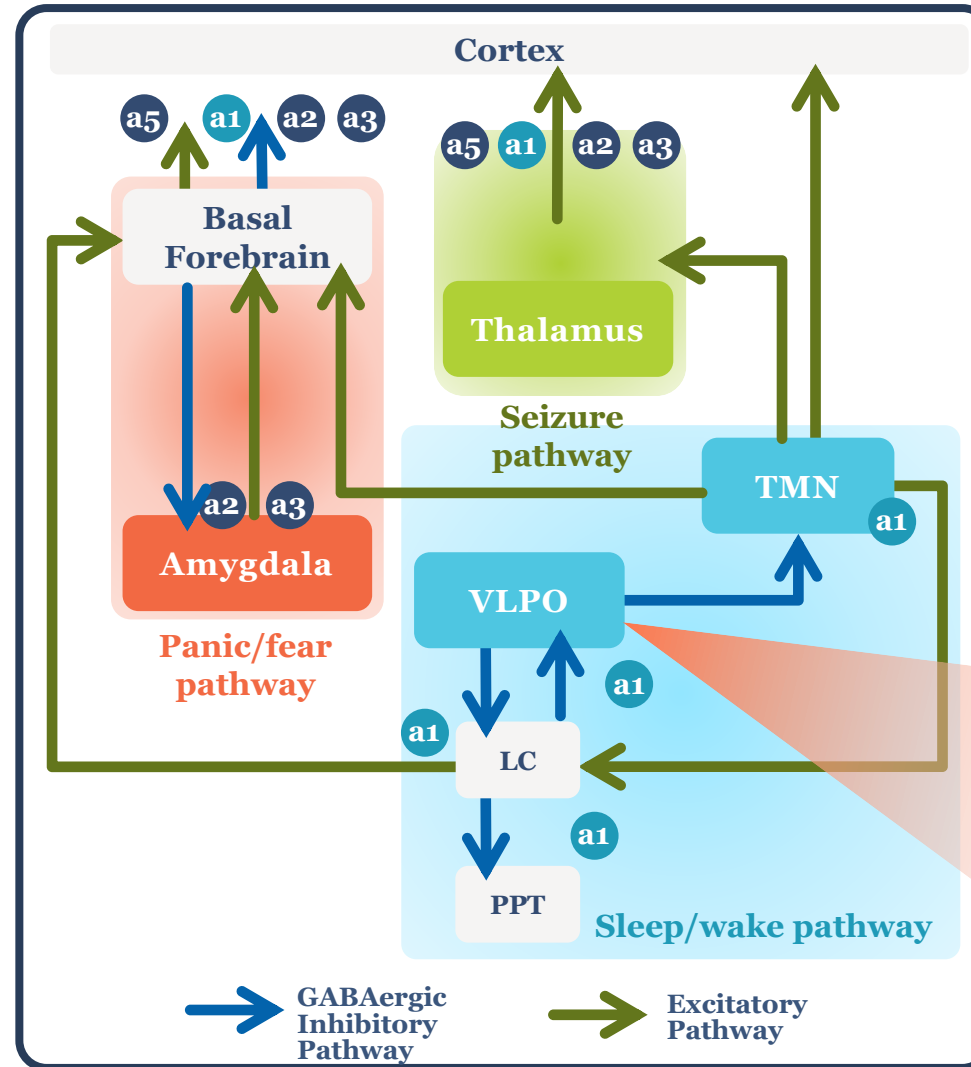 Cortex
a5 a1 a2 a3
a5 a1 a2 a3
Basal
Forebrain
Thalamus
Seizure
pathway
TMN
a1
a2 a3
Amygdala
VLPO
Panic/fear
pathway
a1
a1
LC
a1
PPT
Sleep/wake pathway
GABAergic
Inhibitory
Pathway
Excitatory
Pathway